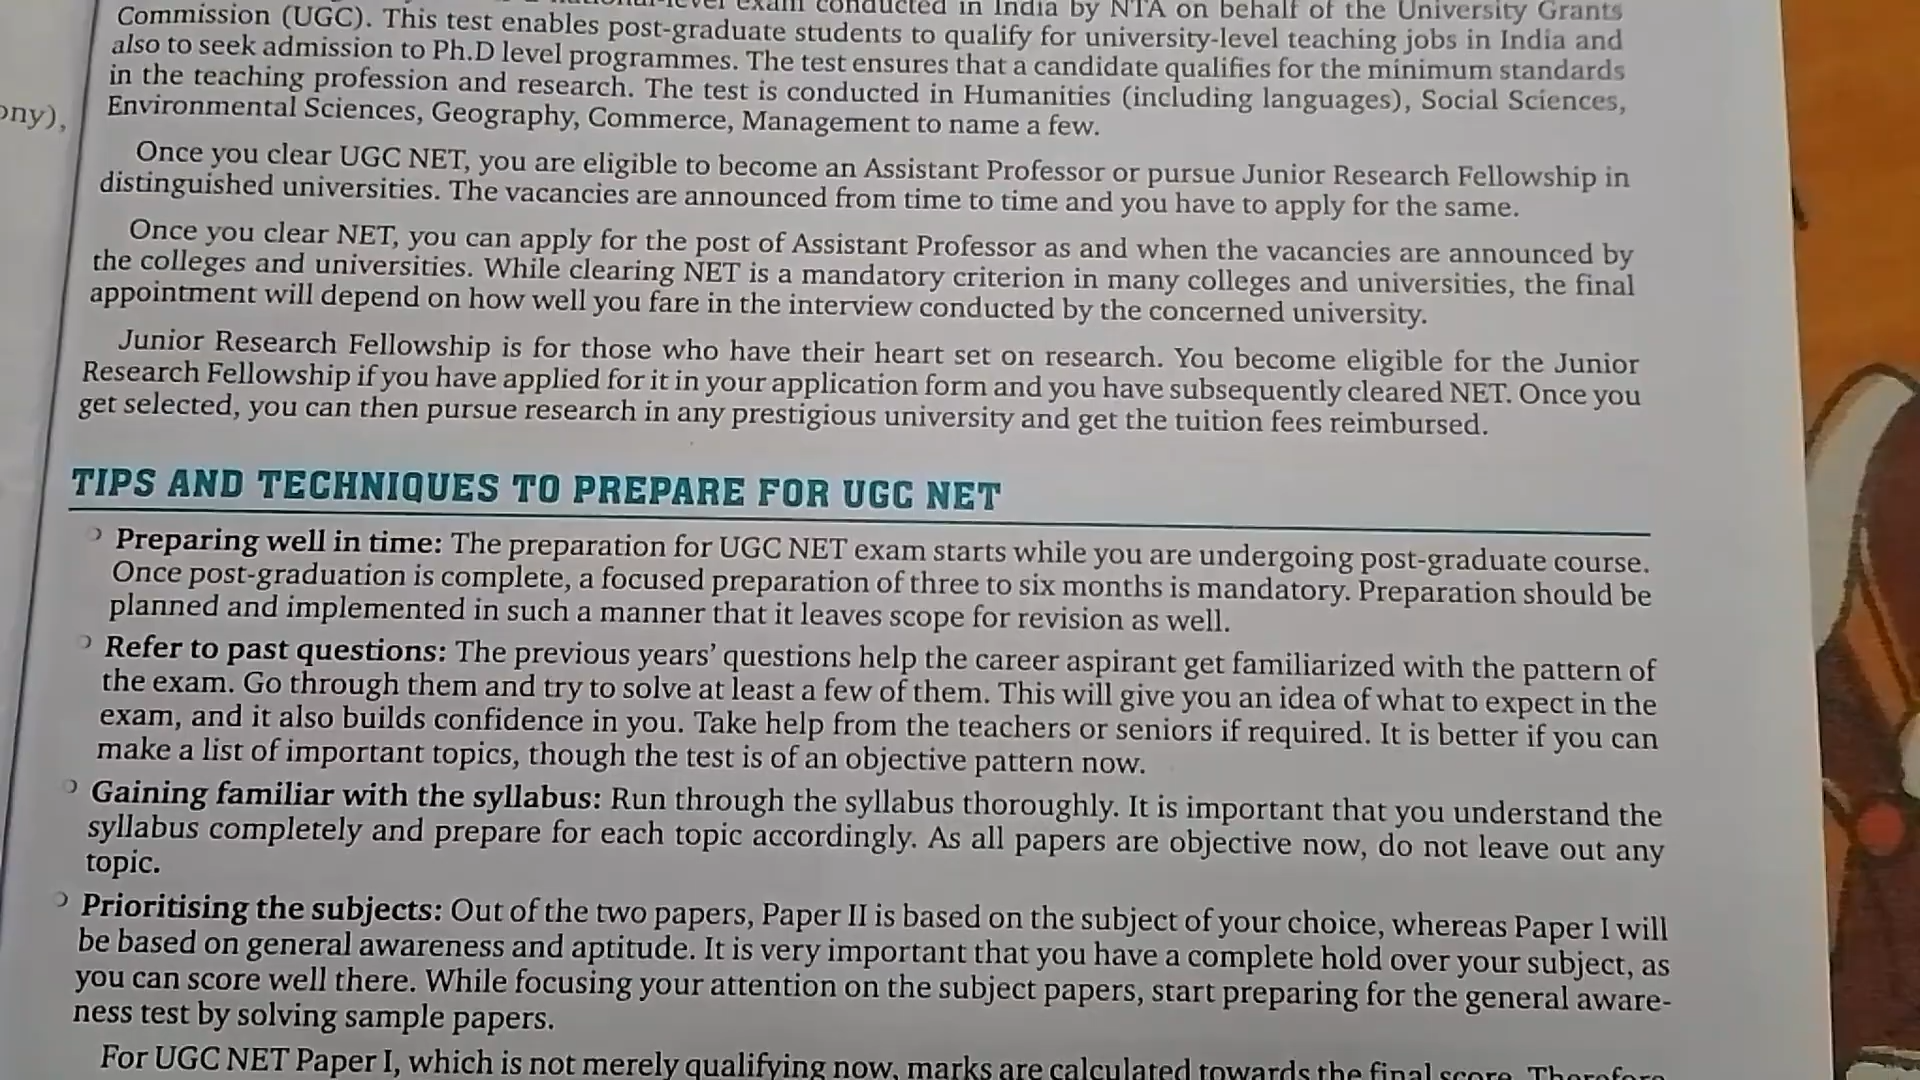 national-level exam conducted in India by NTA on behalf of the University Grants
Commission (UGC). This test enables post-graduate students to qualify for university-level teaching jobs in India and
also to seek admission to Ph.D level programmes. The test ensures that a candidate qualifies for the minimum standards
in the teaching profession and research. The test is conducted in Humanities (including languages), Social Sciences,
Environmental Sciences, Geography, Commerce, Management to name a few.
Once you clear UGC NET, you are eligible to become an Assistant Professor or pursue Junior Research Fellowship in
distinguished universities. The vacancies are announced from time to time and you have to apply for the same.
Once you clear NET, you can apply for the post of Assistant Professor as and when the vacancies are announced by
the colleges and universities. While clearing NET is a mandatory criterion in many colleges and universities, the final
appointment will depend on how well you fare in the interview conducted by the concerned university.
Junior Research Fellowship is for those who have their heart set on research. You become eligible for the Junior
Research Fellowship if you have applied for it in your application form and you have subsequently cleared NET. Once you
get selected, you can then pursue research in any prestigious university and get the tuition fees reimbursed.
TIPS AND TECHNIQUES TO PREPARE FOR UGC NET
Preparing well in time: The preparation for UGC NET exam starts while you are undergoing post-graduate course.
Once post-graduation is complete, a focused preparation of three to six months is mandatory. Preparation should be
planned and implemented in such a manner that it leaves scope for revision as well.
Refer to past questions: The previous years’ questions help the career aspirant get familiarized with the pattern of
the exam. Go through them and try to solve at least a few of them. This will give you an idea of what to expect in the
exam, and it also builds confidence in you. Take help from the teachers or seniors if required. It is better if you can
make a list of important topics, though the test is of an objective pattern now.
Gaining familiar with the syllabus: Run through the syllabus thoroughly. It is important that you understand the
syllabus completely and prepare for each topic accordingly. As all papers are objective now, do not leave out any
topic.
Prioritising the subjects: Out of the two papers, Paper II is based on the subject of your choice, whereas Paper I will
be based on general awareness and aptitude. It is very important that you have a complete hold over your subject, as
you can score well there. While focusing your attention on the subject papers, start preparing for the general aware-
ness test by solving sample papers.
For UGC NET Paper I, which is not merely qualifying now, marks are calculated towards the final score. Therefore